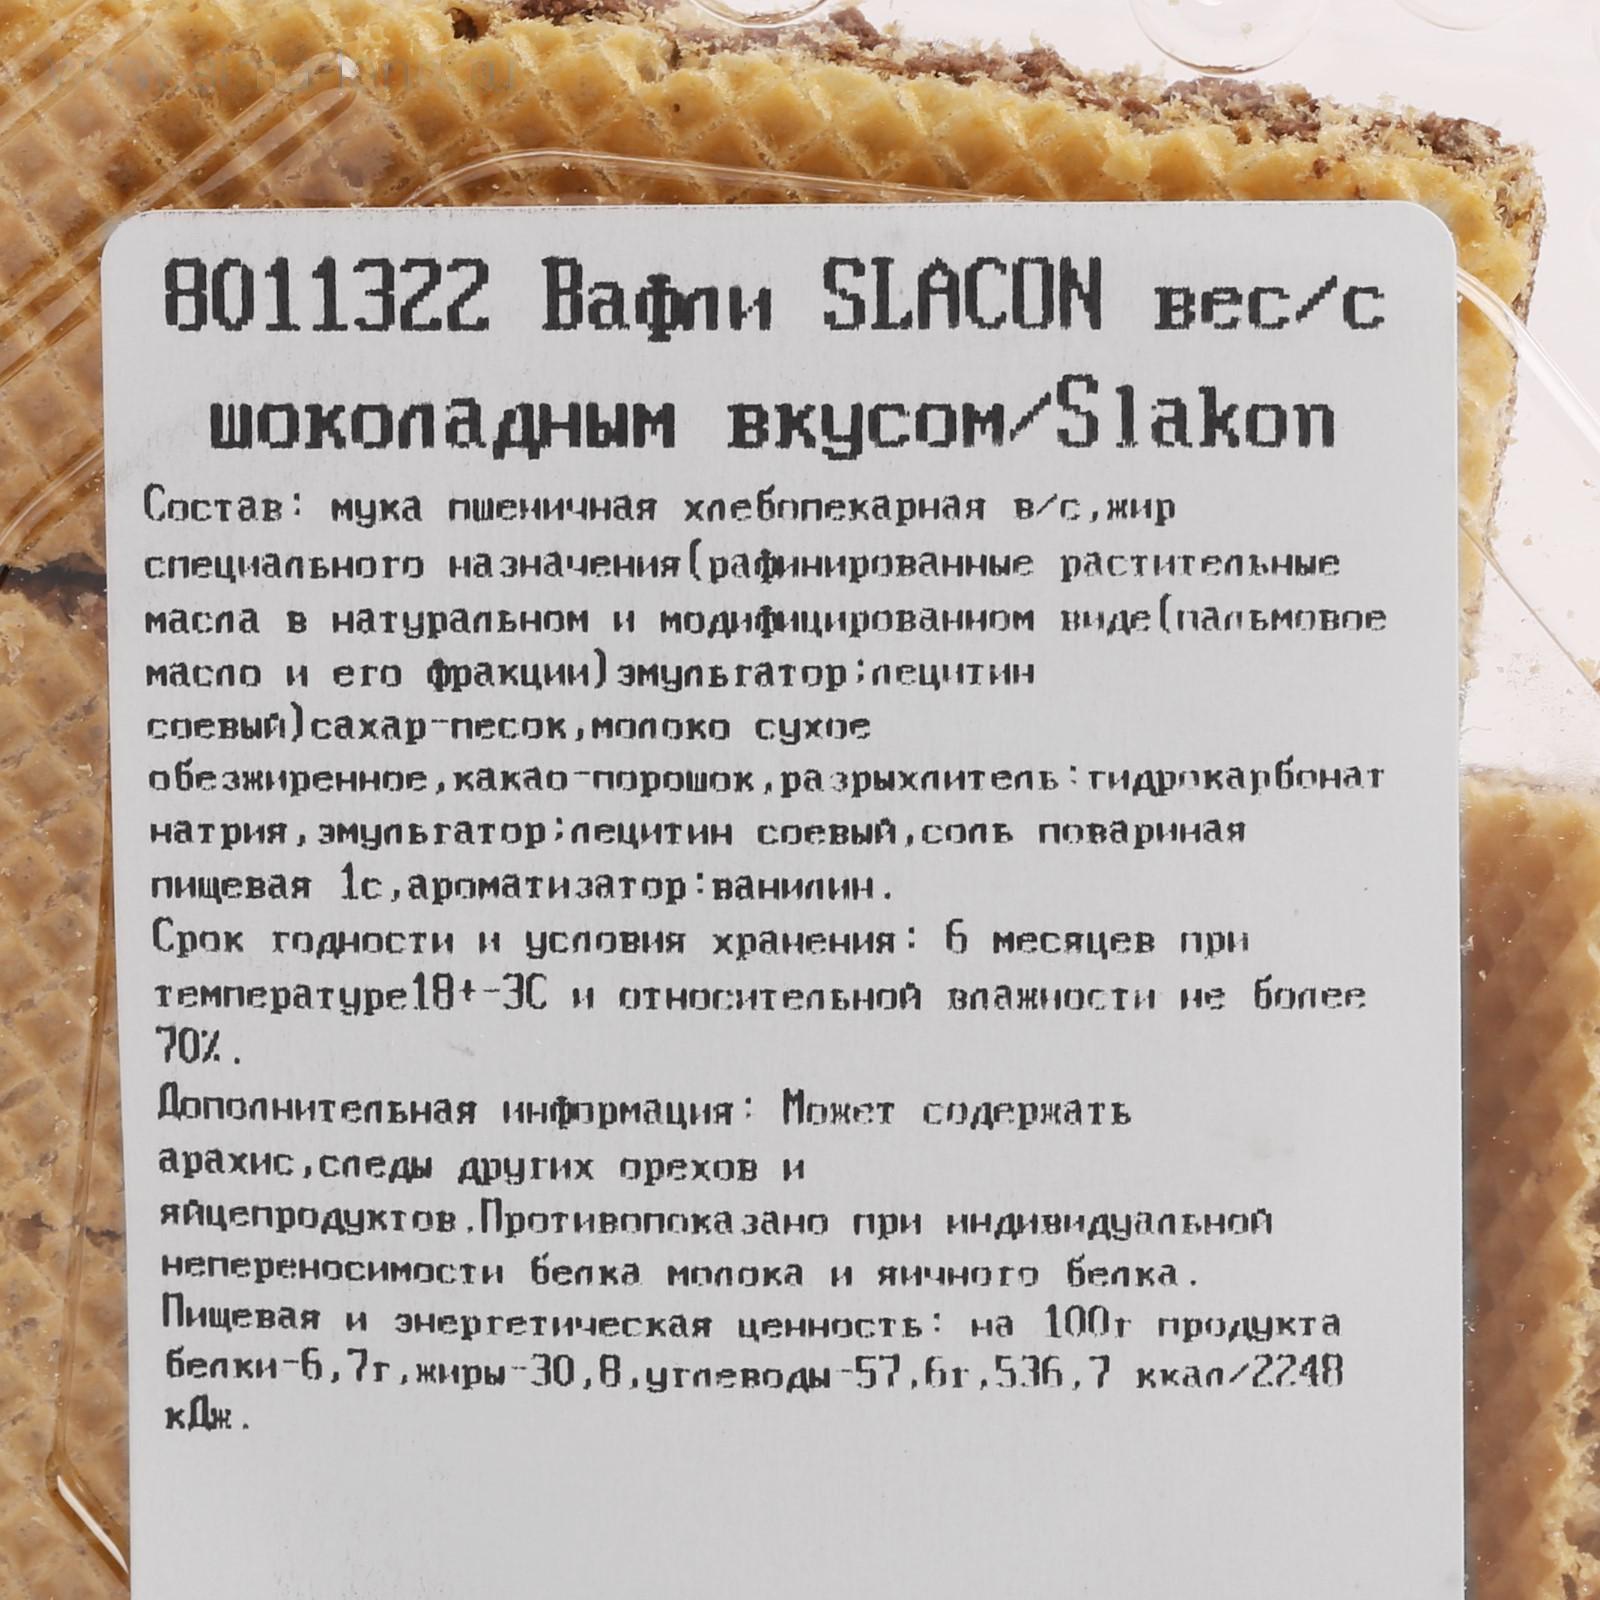 8011322 Вафли SLACON вес/с
шоколадным вкусом/Slakon
Состав: мука пшеничная хлебопекарная в/с,жир
специального назначения(рафинированные растительные
масла в натуральном и модифицированном виде(пальмовое
масло и его фракции)эмульгатор;лецитин
соевый)сахар-песок,молоко сухое
обезжиренное,какао-порошок,разрыхлитель:гидрокарбонат
натрия,эмульгатор;лецитин соевый,соль повариная
пищевая 1с,ароматизатор:ванилин.
Срок годности и условия хранения: 6 месяцев при
температуре18+-3С и относительной влажности не более
70%.
Дополнительная информация: Может содержать
арахис,следы других орехов и
яйцепродуктов.Противопоказано при индивидуальной
непереносимости белка молока и яичного белка.
Пищевая и энергетическая ценность: на 100г продукта
белки-6,7г,жиры-30,8,углеводы-57,6г,536,7 ккал/2248
кДж.